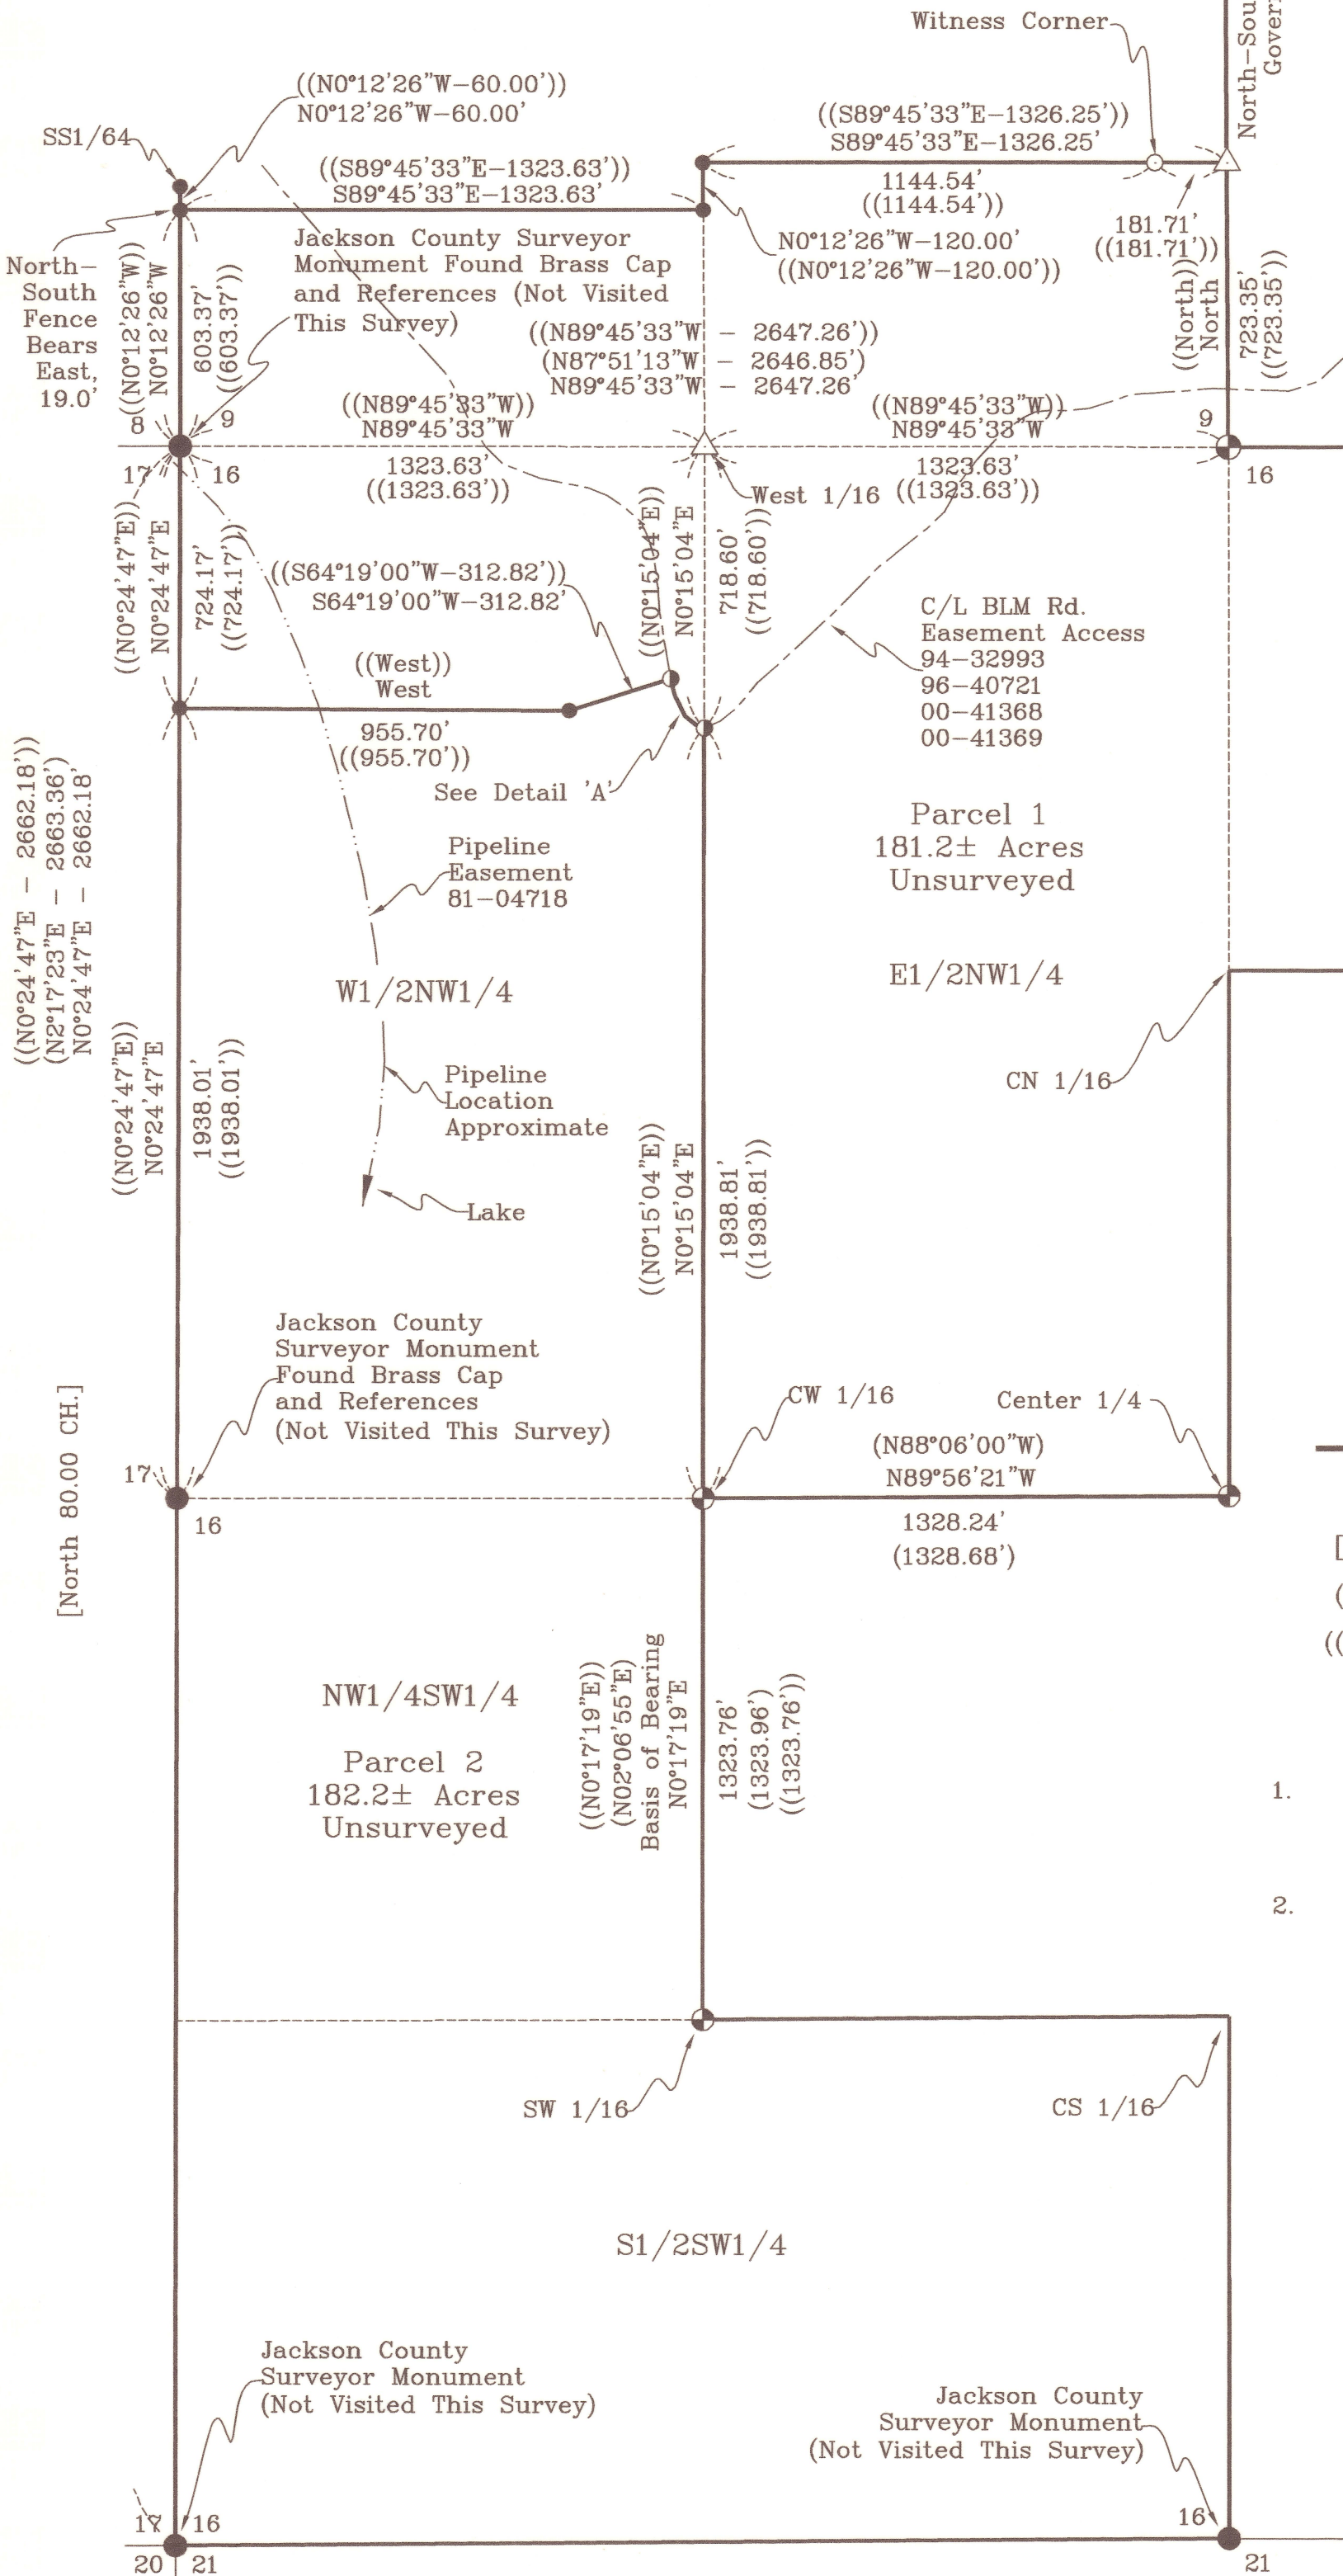 Witness Corner
North-Sou
Gover
((N0°12'26"W-60.00'))
N0°12'26"W-60.00'
SS1/64
((S89°45'33"E-1326.25'))
S89°45'33"E-1326.25'
((S89°45'33"E-1323.63'))
S89°45'33"E-1323.63'
1144.54'
((1144.54'))
181.71'
((181.71'))
N0°12'26"W-120.00'
((N0°12'26"W-120.00'))
North-
South
Fence
Bears
East,
19.0'
((N0°12'26"W))
N0°12'26"W
603.37'
((603.37'))
Jackson County Surveyor
Monument Found Brass Cap
and References (Not Visited
This Survey)
((North))
North
723.35'
((723.35'))
((N89°45'33"W - 2647.26'))
(N87°51'13"W - 2646.85')
N89°45'33"W - 2647.26'
8
9
((N89°45'33"W))
N89°45'33"W
((N89°45'33"W))
N89°45'33"W
9
17
16
1323.63'
((1323.63'))
West 1/16
1323.63'
((1323.63'))
16
((N0°24'47"E))
N0°24'47"E
724.17'
((724.17'))
((S64°19'00"W-312.82'))
S64°19'00"W-312.82'
((N0°15'04"E))
N0°15'04"E
718.60'
((718.60'))
C/L BLM Rd.
Easement Access
94-32993
96-40721
00-41368
00-41369
((West))
West
955.70'
((955.70'))
See Detail 'A'
((N0°24'47"E - 2662.18'))
(N2°17'23"E - 2663.36')
N0°24'47"E - 2662.18'
Parcel 1
181.2± Acres
Unsurveyed
Pipeline
Easement
81-04718
W1/2NW1/4
E1/2NW1/4
((N0°24'47"E))
N0°24'47"E
1938.01'
((1938.01'))
CN 1/16
Pipeline
Location
Approximate
((N0°15'04"E))
N0°15'04"E
1938.81'
((1938.81'))
Lake
Jackson County
Surveyor Monument
Found Brass Cap
and References
(Not Visited This Survey)
[North 80.00 CH.]
CW 1/16
Center 1/4
(N88°06'00"W)
N89°56'21"W
17
16
1328.24'
(1328.68')
[
(
((
NW1/4SW1/4
Parcel 2
182.2± Acres
Unsurveyed
((N0°17'19"E))
(N02°06'55"E)
Basis of Bearing
N0°17'19"E
1323.76'
(1323.96')
((1323.76'))
1.
2.
SW 1/16
CS 1/16
S1/2SW1/4
Jackson County
Surveyor Monument
(Not Visited This Survey)
Jackson County
Surveyor Monument
(Not Visited This Survey)
17
16
16
20
21
21